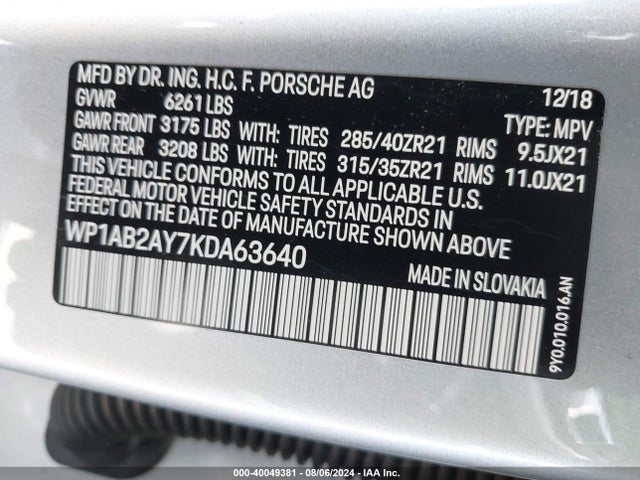 MFD BY DR. ING. H.C. F. PORSCHE AG 12/18
GVWR 6261 LBS TYPE: MPV
GAWR FRONT 3175 LBS WITH: TIRES 285/40ZR21 RIMS 9.5JX21
GAWR REAR 3208 LBS WITH: TIRES 315/35ZR21 RIMS 11.0JX21
THIS VEHICLE CONFORMS TO ALL APPLICABLE U.S.
FEDERAL MOTOR VEHICLE SAFETY STANDARDS IN
EFFECT ON THE DATE OF MANUFACTURE SHOWN ABOVE
WP1AB2AY7KDA63640
MADE IN SLOVAKIA
9Y0.010.016.AN
000-40049381 - 08/06/2024 - IAA Inc.